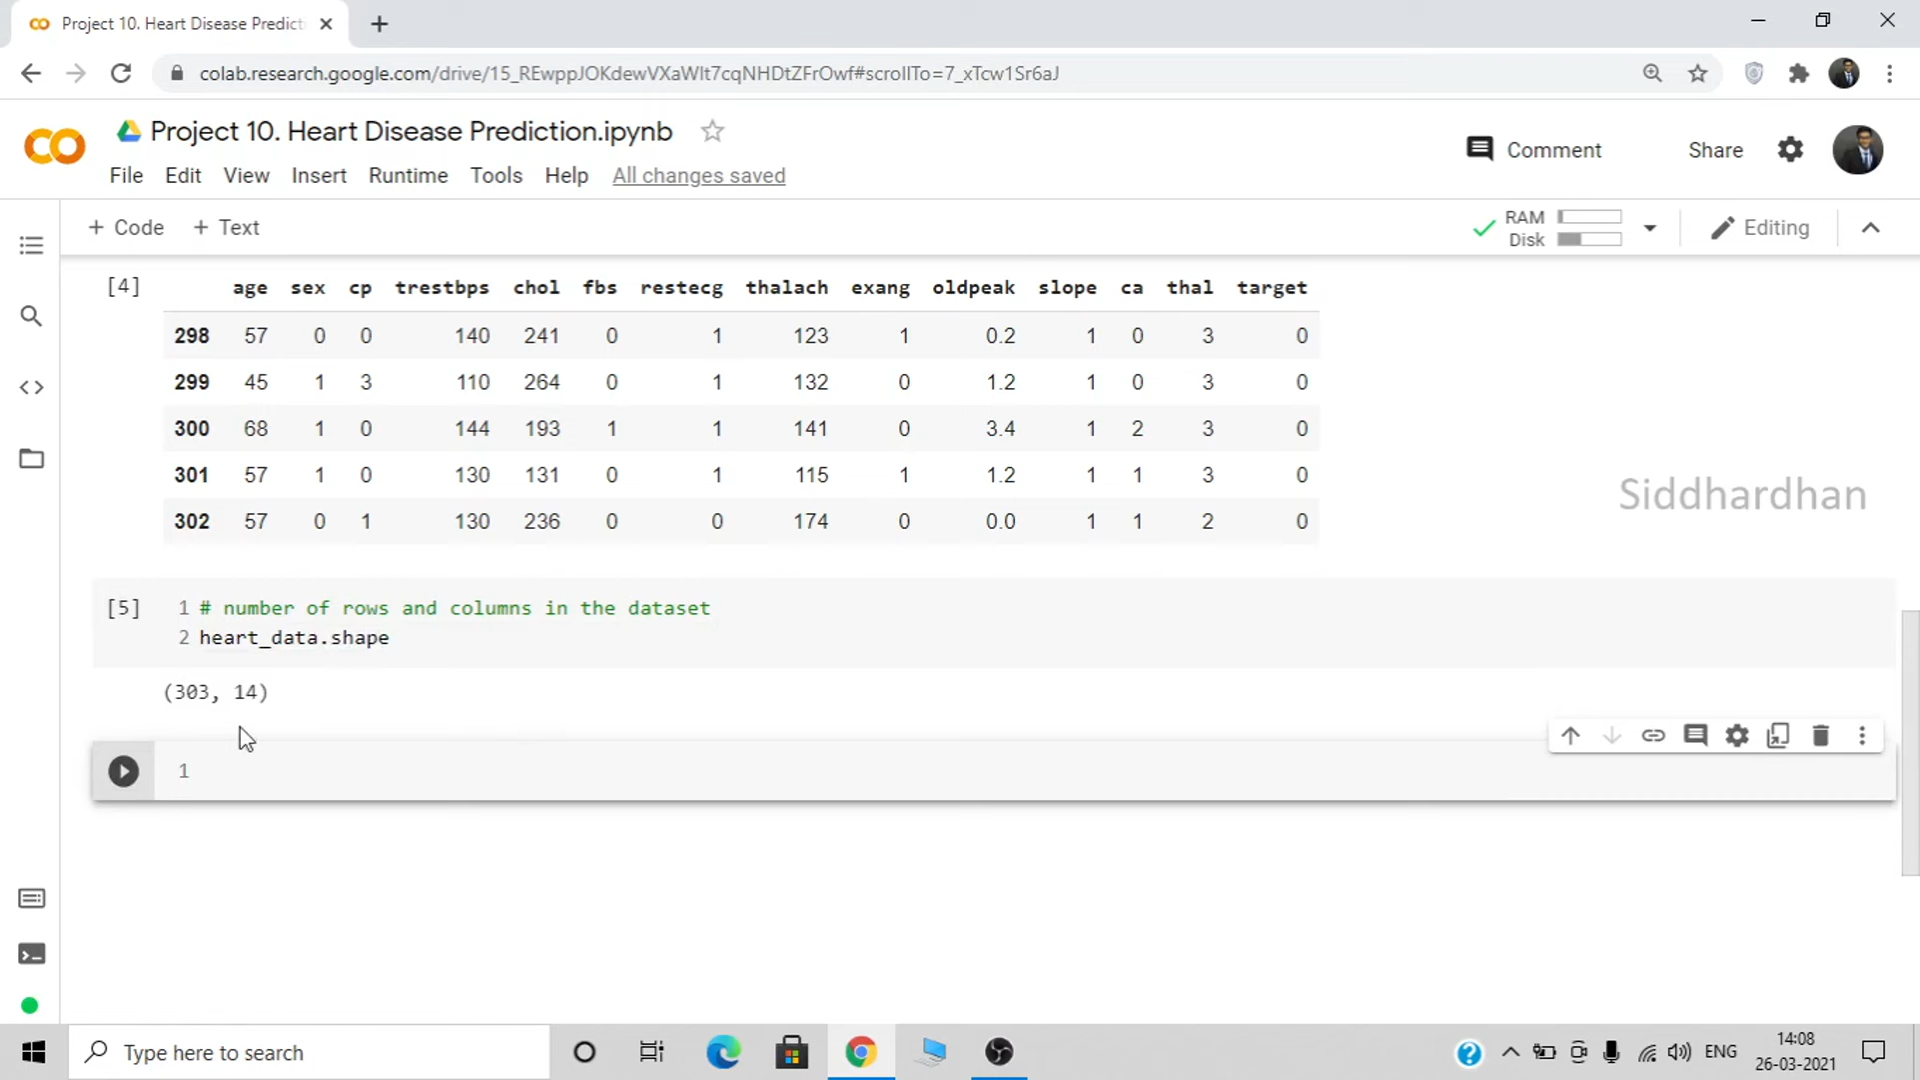 Project 10. Heart Disease Predicti
colab.research.google.com/drive/15_REwppJOKdewVXaWlt7cqNHDtZFrOwf#scrollTo=7_xTcw1Sr6aJ
Project 10. Heart Disease Prediction.ipynb
Comment Share
File Edit View Insert Runtime Tools Help All changes saved
+ Code + Text
RAM
Disk
Editing
[4] age sex cp trestbps chol fbs restecg thalach exang oldpeak slope ca thal target
298 57 0 0 140 241 0 1 123 1 0.2 1 0 3 0
299 45 1 3 110 264 0 1 132 0 1.2 1 0 3 0
300 68 1 0 144 193 1 1 141 0 3.4 1 2 3 0
301 57 1 0 130 131 0 1 115 1 1.2 1 1 3 0
302 57 0 1 130 236 0 0 174 0 0.0 1 1 2 0
Siddhardhan
[5] 1 # number of rows and columns in the dataset
2 heart_data.shape
(303, 14)
1
Type here to search
ENG
14:08
26-03-2021